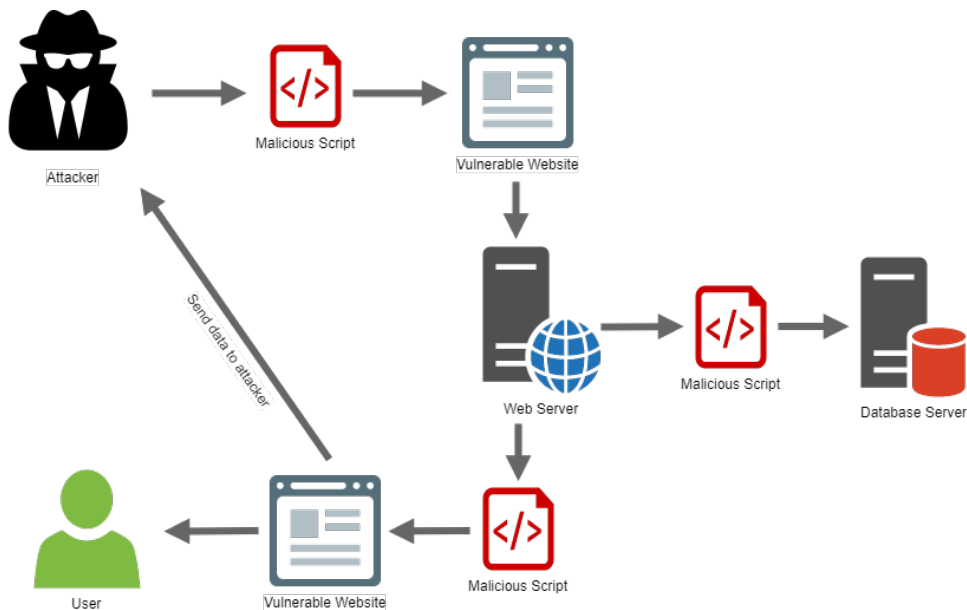 </>
Malicious Script
Vulnerable Website
Attacker
Send data to attacker
</>
Malicious Script
Web Server
Database Server
</>
Malicious Script
User
Vulnerable Website